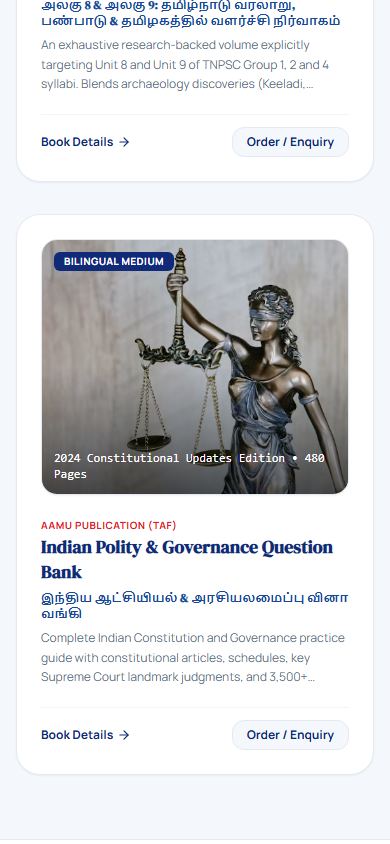 அலகு 8 & அலகு 9: தமிழ்நாடு வரலாறு,
பண்பாடு & தமிழகத்தில் வளர்ச்சி நிர்வாகம்
An exhaustive research-backed volume explicitly
targeting Unit 8 and Unit 9 of TNPSC Group 1, 2 and 4
syllabi. Blends archaeology discoveries (Keeladi,...
Book Details →
Order / Enquiry
BILINGUAL MEDIUM
2024 Constitutional Updates Edition • 480
Pages
AAMU PUBLICATION (TAF)
Indian Polity & Governance Question
Bank
இந்திய ஆட்சியியல் & அரசியலமைப்பு வினா
வங்கி
Complete Indian Constitution and Governance practice
guide with constitutional articles, schedules, key
Supreme Court landmark judgments, and 3,500+...
Book Details →
Order / Enquiry